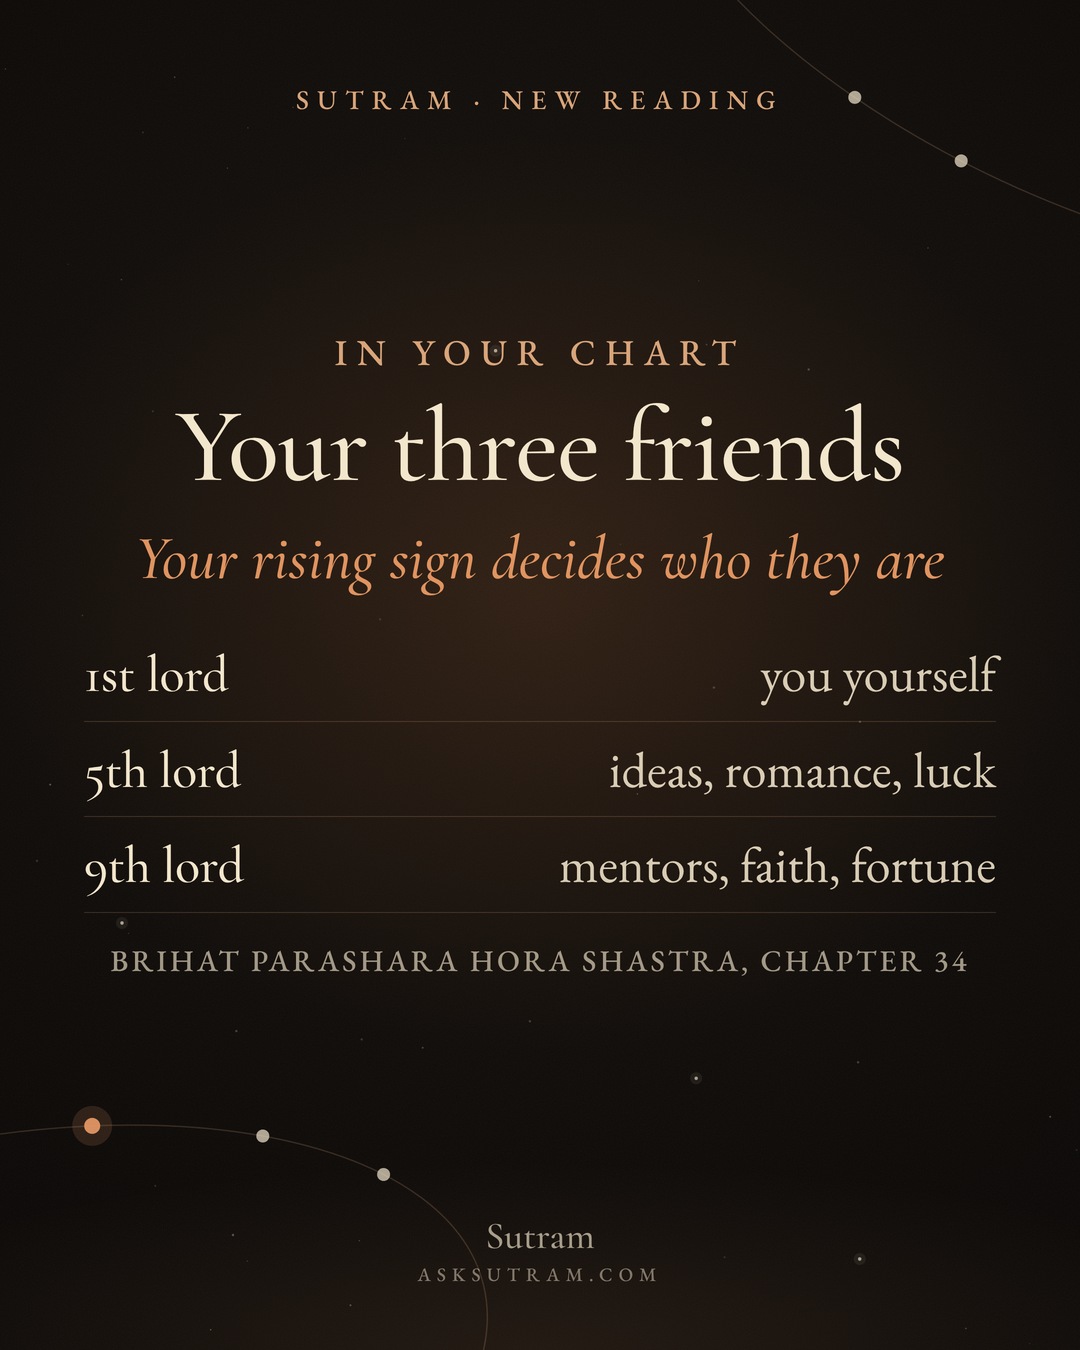 SUTRAM · NEW READING
IN YOUR CHART
Your three friends
Your rising sign decides who they are
1st lord you yourself
5th lord ideas, romance, luck
9th lord mentors, faith, fortune
BRIHAT PARASHARA HORA SHASTRA, CHAPTER 34
Sutram
ASKSUTRAM.COM